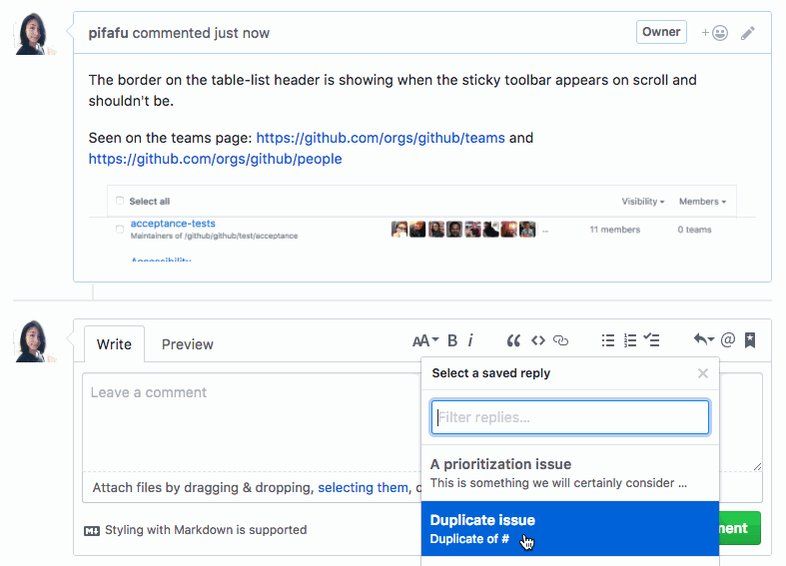 pifafu commented just now
Owner
The border on the table-list header is showing when the sticky toolbar appears on scroll and
shouldn't be.
Seen on the teams page: https://github.com/orgs/github/teams and
https://github.com/orgs/github/people
Select all
Visibility
Members
acceptance-tests
Maintainers of /github/github/test/acceptance
...
11 members
0 teams
Accessibility
Write
Preview
AA B i
@
Select a saved reply
Leave a comment
Filter replies...
A prioritization issue
This is something we will certainly consider ...
Attach files by dragging & dropping, selecting them,
Duplicate issue
Duplicate of #
Styling with Markdown is supported